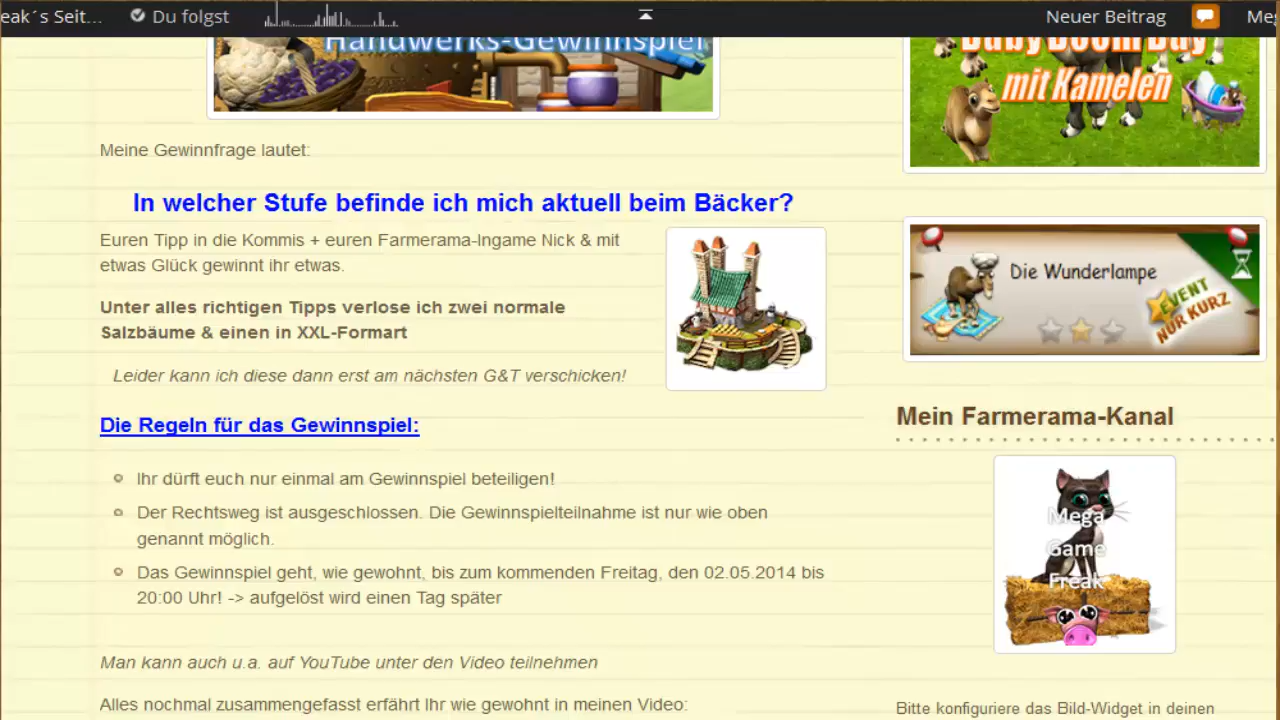 eak´s Seit...
Du folgst
Neuer Beitrag
Handwerks-Gewinnspiel
Meine Gewinnfrage lautet:
In welcher Stufe befinde ich mich aktuell beim Bäcker?
Euren Tipp in die Kommis + euren Farmerama-Ingame Nick & mit
etwas Glück gewinnt ihr etwas.
Unter alles richtigen Tipps verlose ich zwei normale
Salzbäume & einen in XXL-Formart
Leider kann ich diese dann erst am nächsten G&T verschicken!
Die Regeln für das Gewinnspiel:
Ihr dürft euch nur einmal am Gewinnspiel beteiligen!
Der Rechtsweg ist ausgeschlossen. Die Gewinnspielteilnahme ist nur wie oben
genannt möglich.
Das Gewinnspiel geht, wie gewohnt, bis zum kommenden Freitag, den 02.05.2014 bis
20:00 Uhr! -> aufgelöst wird einen Tag später
Man kann auch u.a. auf YouTube unter den Video teilnehmen
Alles nochmal zusammengefasst erfährt Ihr wie gewohnt in meinen Video:
Baby Boom Day
mit Kamelen
Die Wunderlampe
EVENT
NUR KURZ
Mein Farmerama-Kanal
Mega
Game
Freak
Bitte konfiguriere das Bild-Widget in deinen